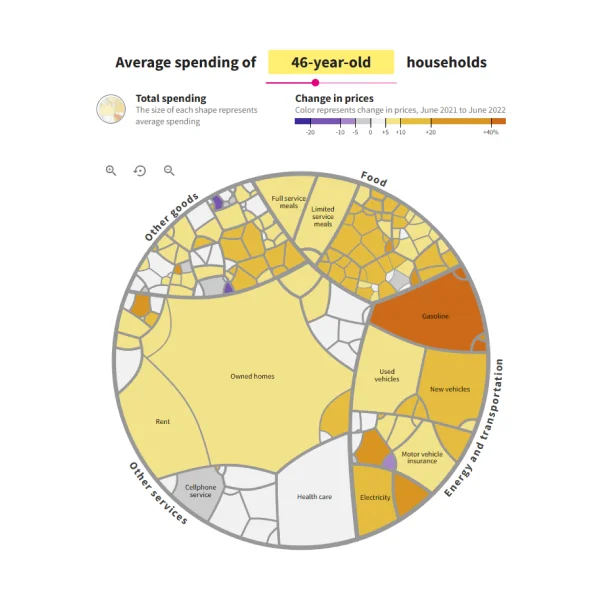 Average spending of 46-year-old households
Total spending
The size of each shape represents
average spending
Change in prices
Color represents change in prices, June 2021 to June 2022
-20 -10 -5 0 +5 +10 +20 +40%
Other goods
Food
Full service
meals
Limited
service
meals
Gasoline
Used
vehicles
New vehicles
Owned homes
Rent
Motor vehicle
insurance
Energy and transportation
Cellphone
service
Health care
Electricity
Other services